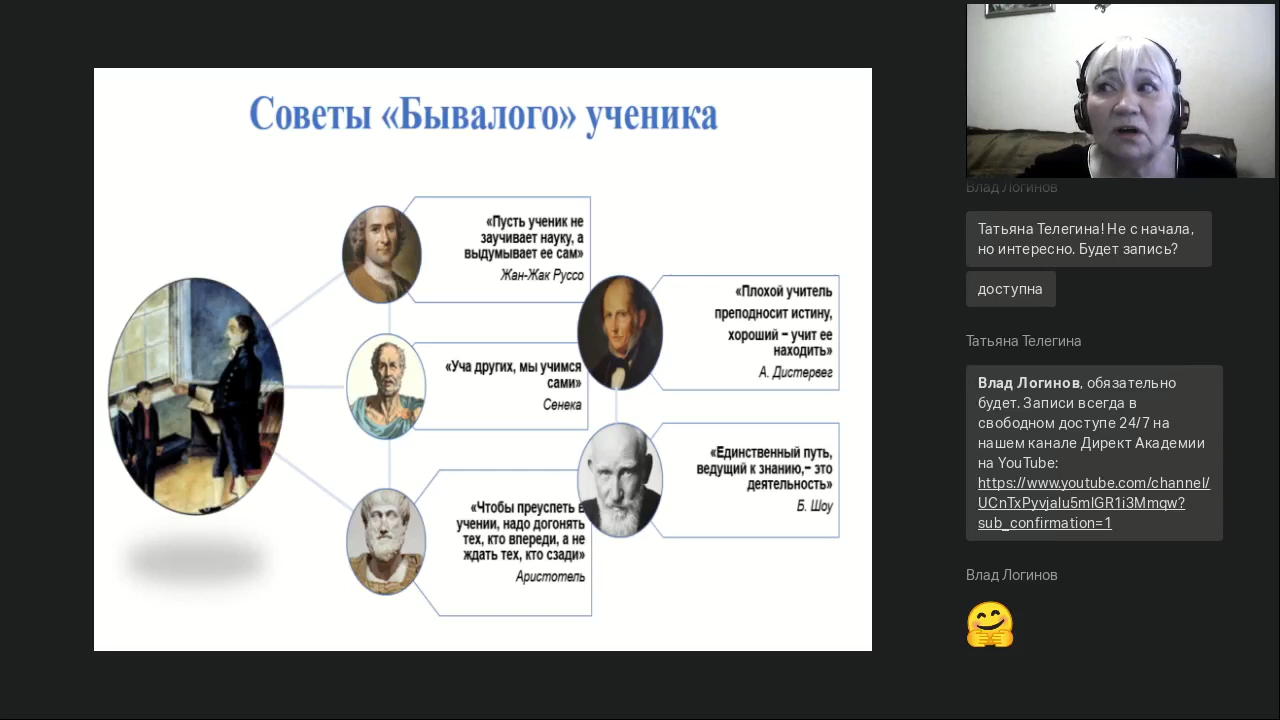 Советы «Бывалого» ученика
«Пусть ученик не
заучивает науку, а
выдумывает ее сам»
Жан-Жак Руссо
«Уча других, мы учимся
сами»
Сенека
«Чтобы преуспеть в
учении, надо догонять
тех, кто впереди, а не
ждать тех, кто сзади»
Аристотель
«Плохой учитель
преподносит истину,
хороший – учит ее
находить»
А. Дистервег
«Единственный путь,
ведущий к знанию,– это
деятельность»
Б. Шоу
Влад Логинов
Татьяна Телегина! Не с начала,
но интересно. Будет запись?
доступна
Татьяна Телегина
Влад Логинов, обязательно
будет. Записи всегда в
свободном доступе 24/7 на
нашем канале Директ Академии
на YouTube:
https://www.youtube.com/channel/
UCnTxPyvjalu5mlGR1i3Mmqw?
sub_confirmation=1
Влад Логинов